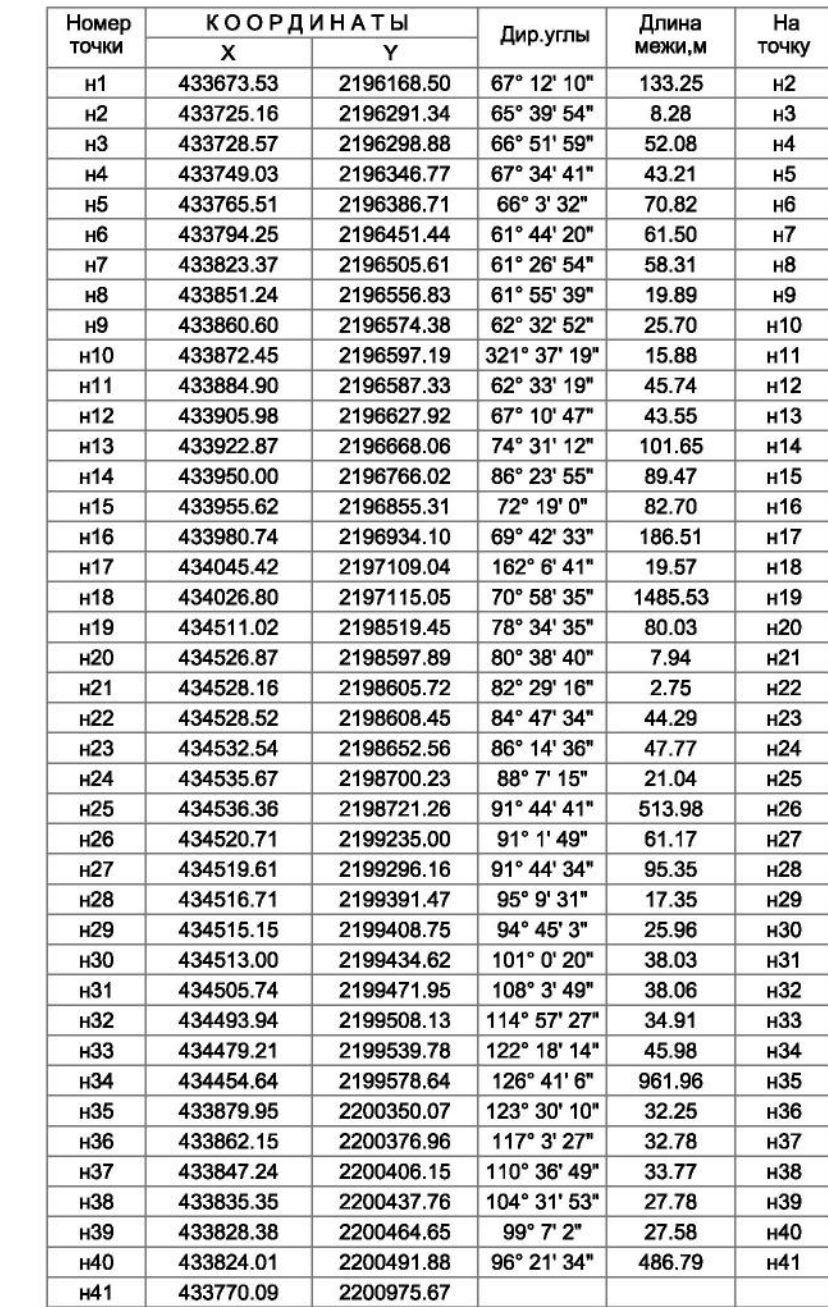 Номер точки КООРДИНАТЫ Дир.углы Длина межи,м На точку
X Y
н1 433673.53 2196168.50 67° 12' 10" 133.25 н2
н2 433725.16 2196291.34 65° 39' 54" 8.28 н3
н3 433728.57 2196298.88 66° 51' 59" 52.08 н4
н4 433749.03 2196346.77 67° 34' 41" 43.21 н5
н5 433765.51 2196386.71 66° 3' 32" 70.82 н6
н6 433794.25 2196451.44 61° 44' 20" 61.50 н7
н7 433823.37 2196505.61 61° 26' 54" 58.31 н8
н8 433851.24 2196556.83 61° 55' 39" 19.89 н9
н9 433860.60 2196574.38 62° 32' 52" 25.70 н10
н10 433872.45 2196597.19 321° 37' 19" 15.88 н11
н11 433884.90 2196587.33 62° 33' 19" 45.74 н12
н12 433905.98 2196627.92 67° 10' 47" 43.55 н13
н13 433922.87 2196668.06 74° 31' 12" 101.65 н14
н14 433950.00 2196766.02 86° 23' 55" 89.47 н15
н15 433955.62 2196855.31 72° 19' 0" 82.70 н16
н16 433980.74 2196934.10 69° 42' 33" 186.51 н17
н17 434045.42 2197109.04 162° 6' 41" 19.57 н18
н18 434026.80 2197115.05 70° 58' 35" 1485.53 н19
н19 434511.02 2198519.45 78° 34' 35" 80.03 н20
н20 434526.87 2198597.89 80° 38' 40" 7.94 н21
н21 434528.16 2198605.72 82° 29' 16" 2.75 н22
н22 434528.52 2198608.45 84° 47' 34" 44.29 н23
н23 434532.54 2198652.56 86° 14' 36" 47.77 н24
н24 434535.67 2198700.23 88° 7' 15" 21.04 н25
н25 434536.36 2198721.26 91° 44' 41" 513.98 н26
н26 434520.71 2199235.00 91° 1' 49" 61.17 н27
н27 434519.61 2199296.16 91° 44' 34" 95.35 н28
н28 434516.71 2199391.47 95° 9' 31" 17.35 н29
н29 434515.15 2199408.75 94° 45' 3" 25.96 н30
н30 434513.00 2199434.62 101° 0' 20" 38.03 н31
н31 434505.74 2199471.95 108° 3' 49" 38.06 н32
н32 434493.94 2199508.13 114° 57' 27" 34.91 н33
н33 434479.21 2199539.78 122° 18' 14" 45.98 н34
н34 434454.64 2199578.64 126° 41' 6" 961.96 н35
н35 433879.95 2200350.07 123° 30' 10" 32.25 н36
н36 433862.15 2200376.96 117° 3' 27" 32.78 н37
н37 433847.24 2200406.15 110° 36' 49" 33.77 н38
н38 433835.35 2200437.76 104° 31' 53" 27.78 н39
н39 433828.38 2200464.65 99° 7' 2" 27.58 н40
н40 433824.01 2200491.88 96° 21' 34" 486.79 н41
н41 433770.09 2200975.67